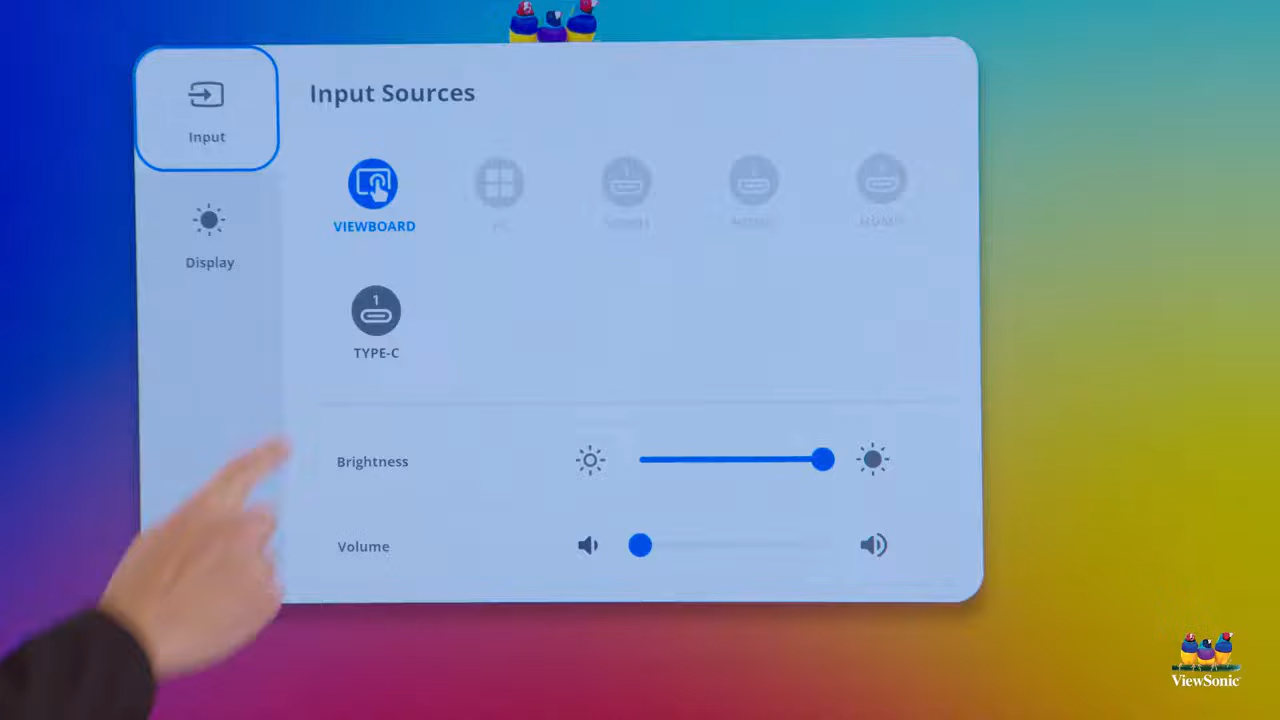 Input Sources
Input
VIEWBOARD
Display
TYPE-C
Brightness
Volume
ViewSonic